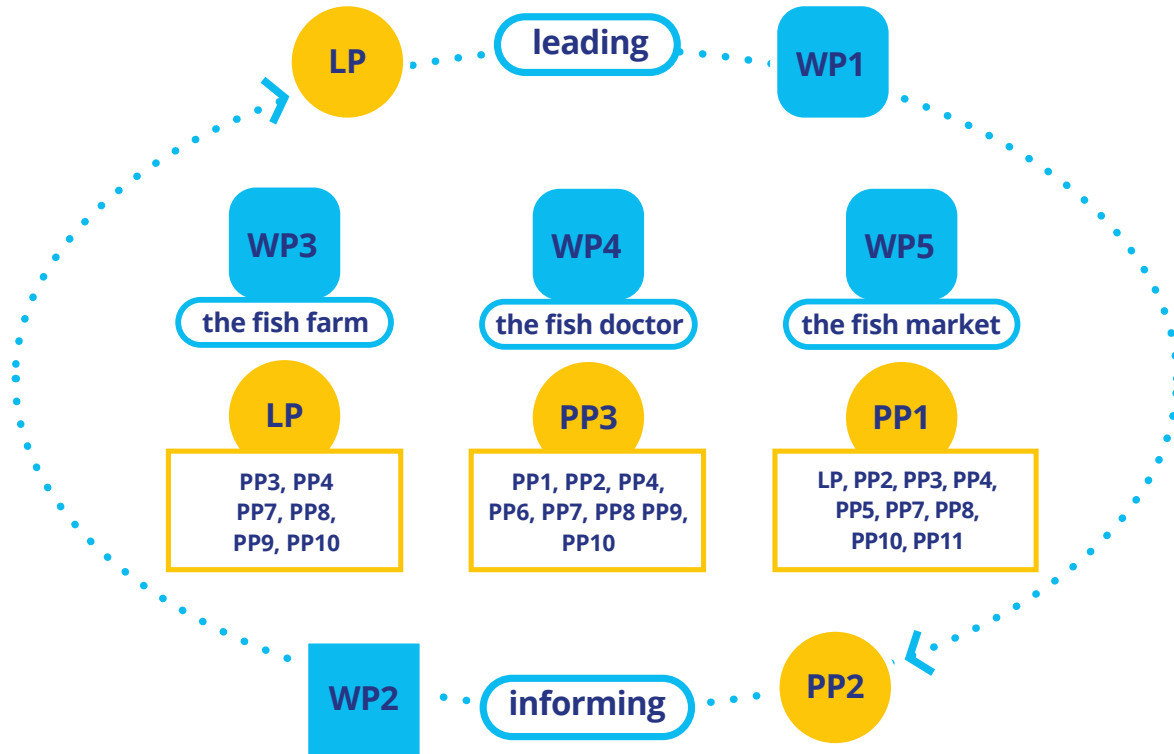 LP
leading
WP1
WP3
WP4
WP5
the fish farm
the fish doctor
the fish market
LP
PP3
PP1
PP3, PP4
PP7, PP8,
PP9, PP10
PP1, PP2, PP4,
PP6, PP7, PP8 PP9,
PP10
LP, PP2, PP3, PP4,
PP5, PP7, PP8,
PP10, PP11
WP2
informing
PP2